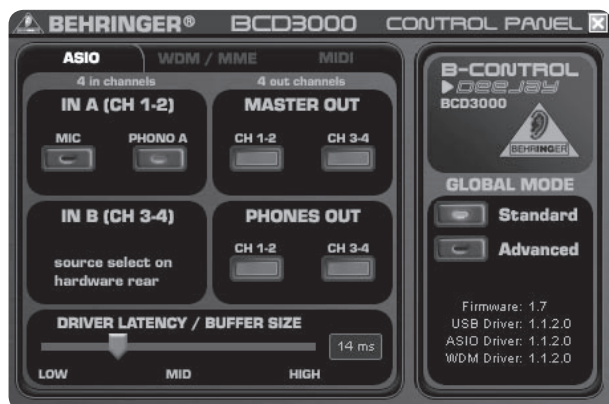 BEHRINGER® BCD3000 CONTROL PANEL X
ASIO WDM / MME MIDI
4 in channels 4 out channels
IN A (CH 1-2)
MIC PHONO A
MASTER OUT
CH 1-2 CH 3-4
IN B (CH 3-4)
source select on
hardware rear
PHONES OUT
CH 1-2 CH 3-4
DRIVER LATENCY / BUFFER SIZE
14 ms
LOW MID HIGH
B-CONTROL
DEEJAY
BCD3000
BEHRINGER
GLOBAL MODE
Standard
Advanced
Firmware: 1.7
USB Driver: 1.1.2.0
ASIO Driver: 1.1.2.0
WDM Driver: 1.1.2.0